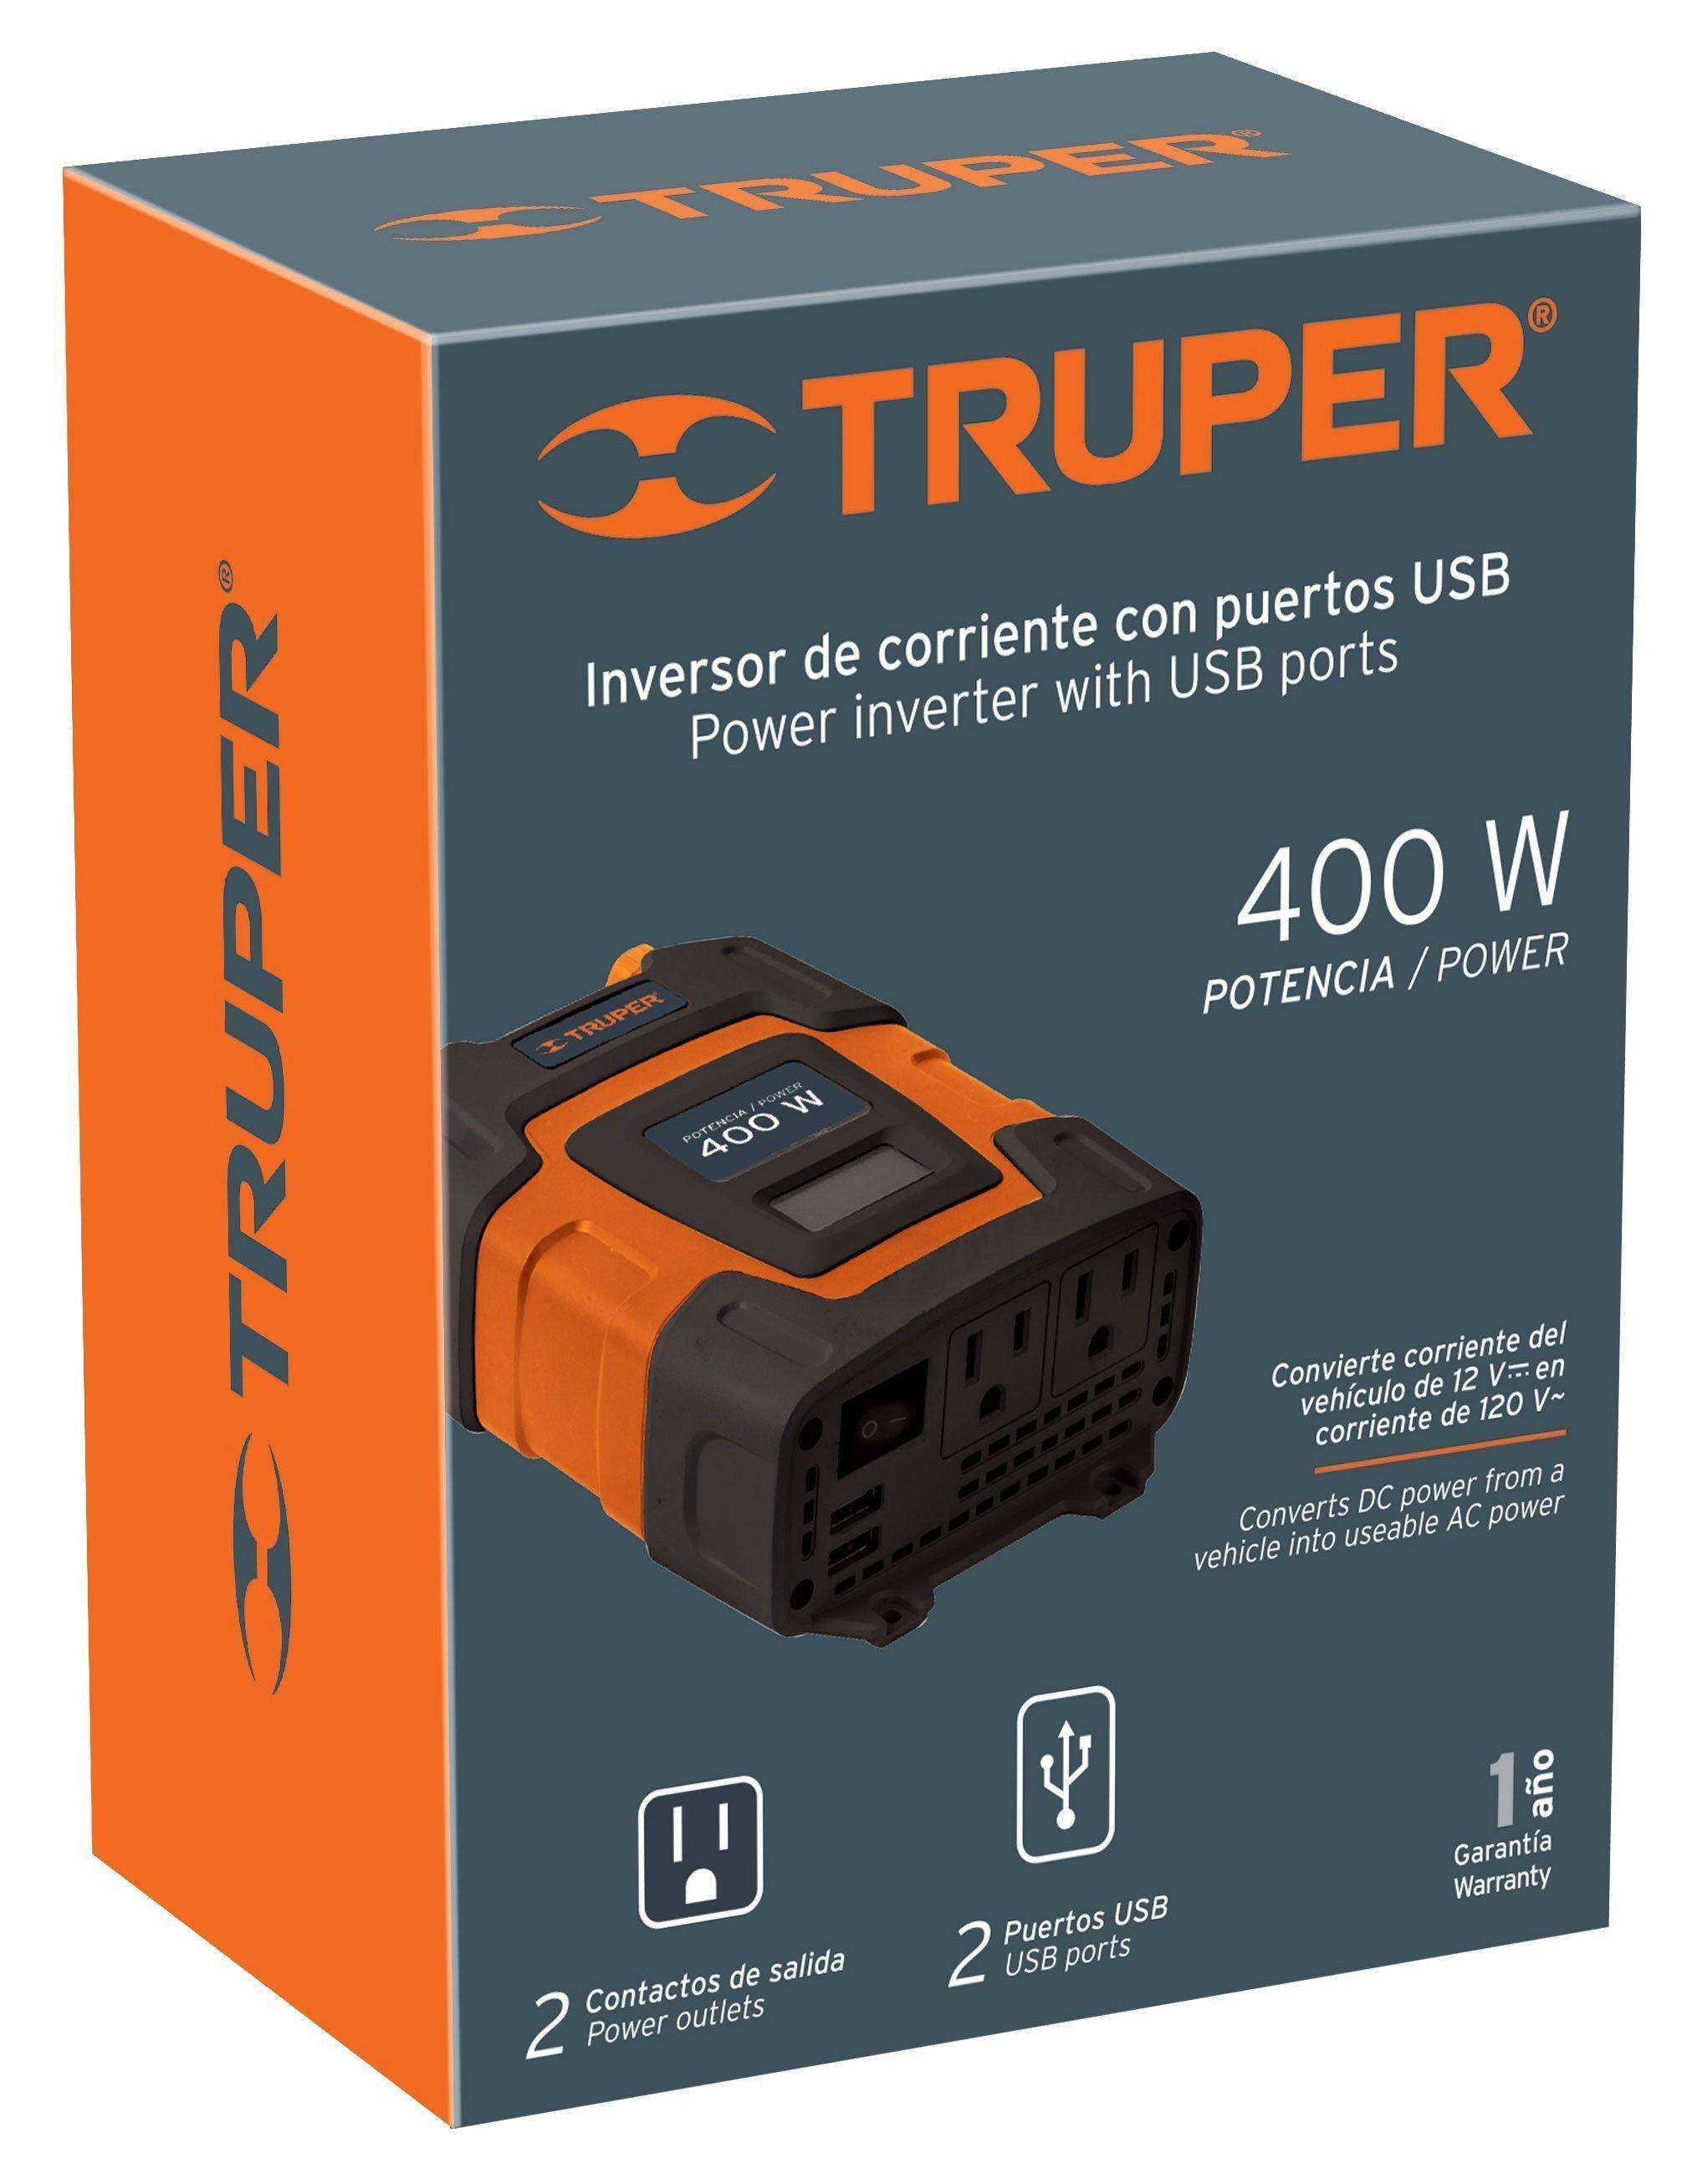 TRUPER®
TRUPER®
TRUPER®
Inversor de corriente con puertos USB
Power inverter with USB ports
400 W
POTENCIA / POWER
TRUPER
POTENCIA / POWER
400 W
Convierte corriente del
vehículo de 12 V⎓ en
corriente de 120 V~
Converts DC power from a
vehicle into useable AC power
2 Contactos de salida
Power outlets
2 Puertos USB
USB ports
1 año
Garantía
Warranty